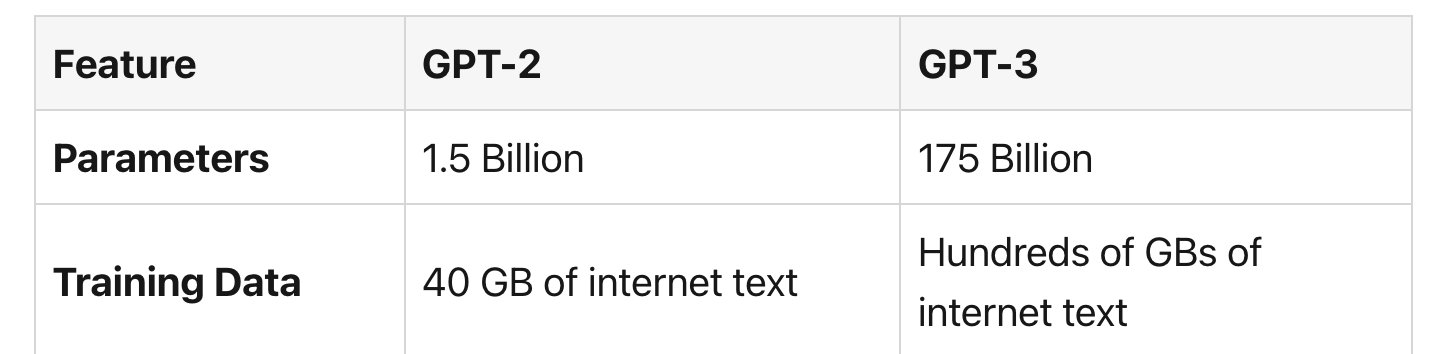 Feature GPT-2 GPT-3
Parameters 1.5 Billion 175 Billion
Training Data 40 GB of internet text Hundreds of GBs of
internet text